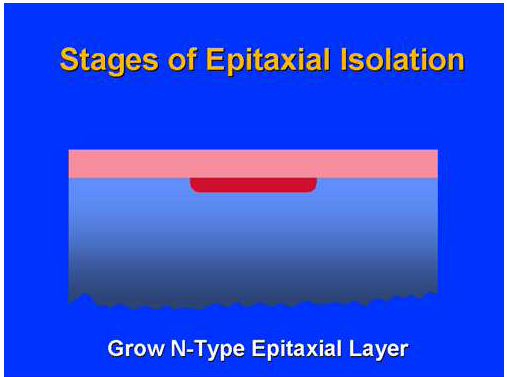 Stages of Epitaxial Isolation
Grow N-Type Epitaxial Layer